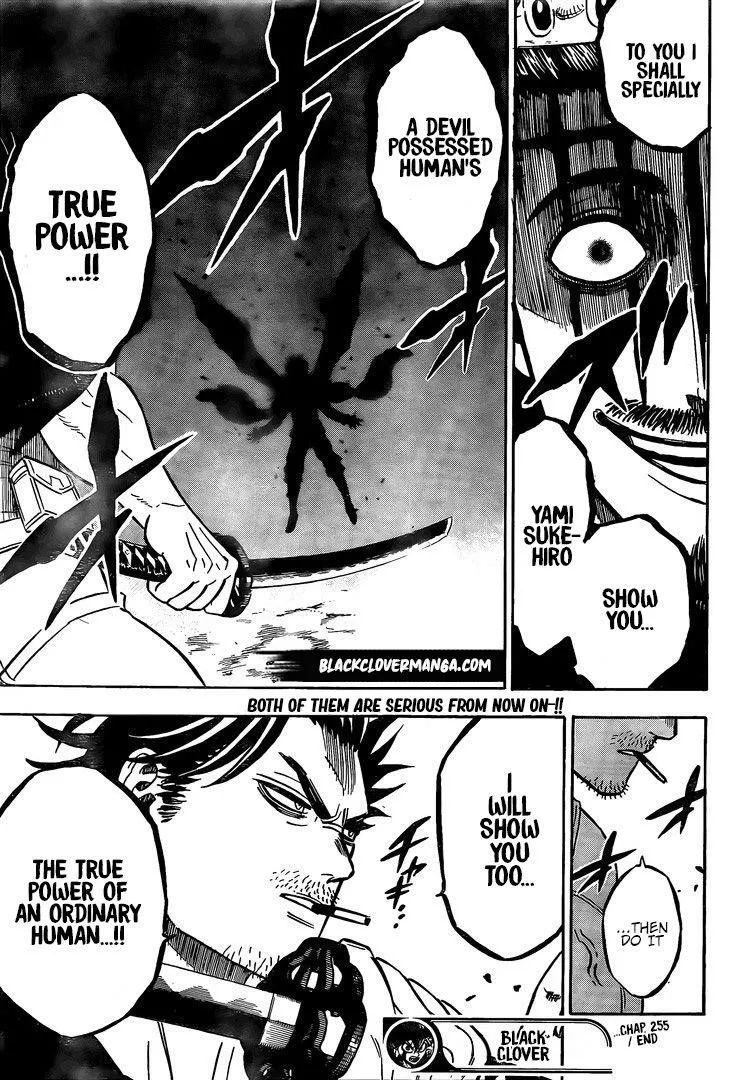 TO YOU I
SHALL
SPECIALLY
YAMI
SUKE-
HIRO
SHOW
YOU...
A DEVIL
POSSESSED
HUMAN'S
TRUE
POWER
...!!
BLACKCLOVERMANGA.COM
BOTH OF THEM ARE SERIOUS FROM NOW ON-!!
...THEN
DO IT
I
WILL
SHOW
YOU
TOO...
THE TRUE
POWER OF
AN ORDINARY
HUMAN...!!
BLACK
CLOVER
...CHAP. 255
/ END